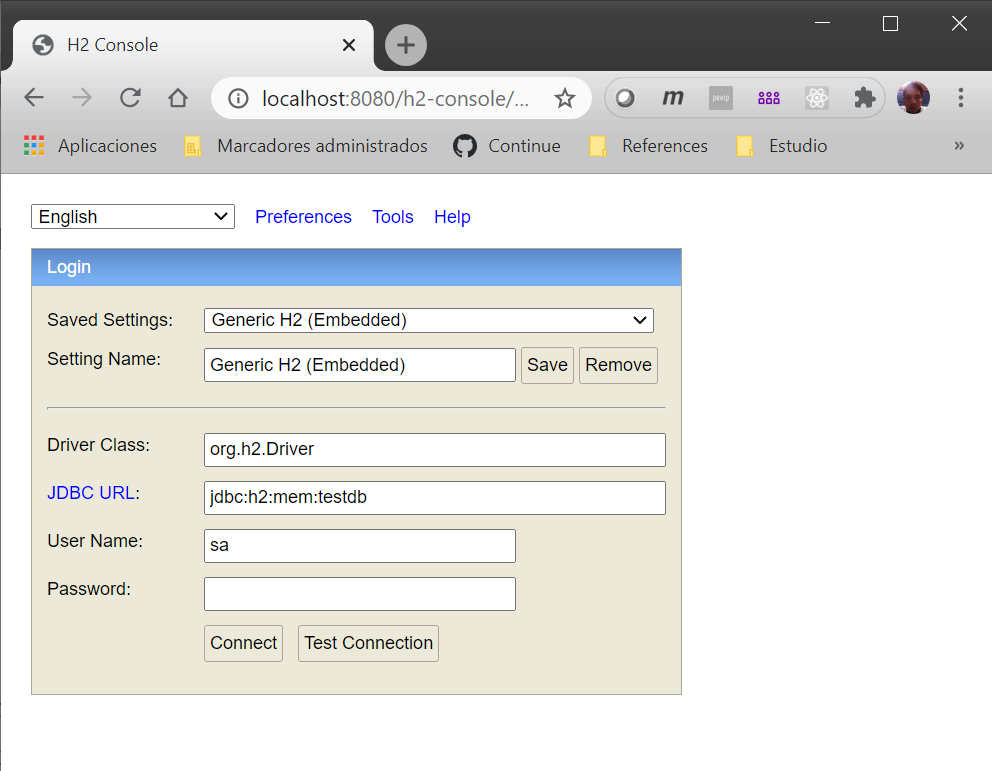 H2 Console
localhost:8080/h2-console/...
m
pexip
Aplicaciones Marcadores administrados Continue References Estudio »
English Preferences Tools Help
Login
Saved Settings: Generic H2 (Embedded)
Setting Name: Generic H2 (Embedded) Save Remove
Driver Class: org.h2.Driver
JDBC URL: jdbc:h2:mem:testdb
User Name: sa
Password:
Connect Test Connection